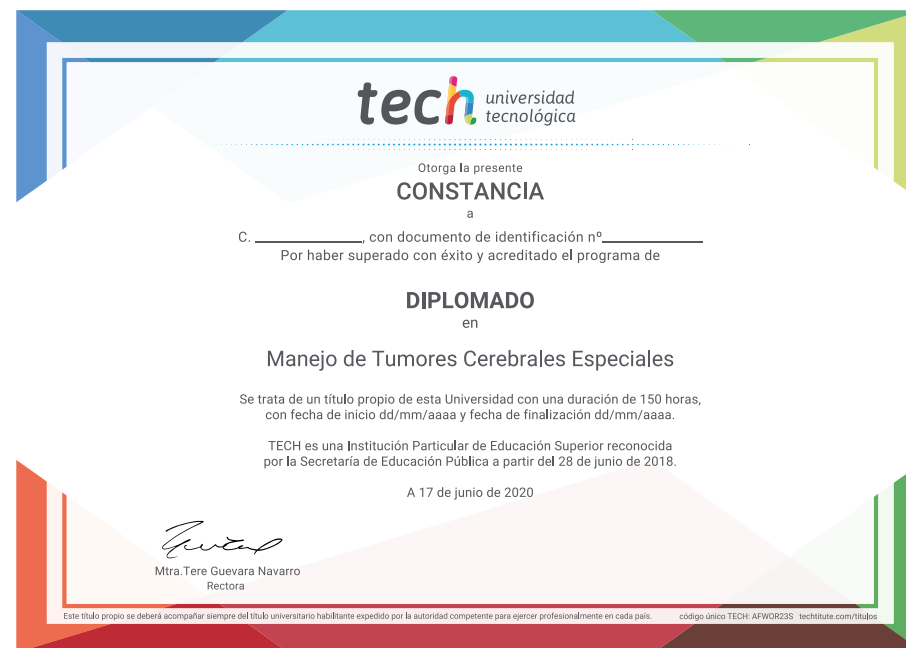 tech universidad
tecnológica
Otorga la presente
CONSTANCIA
a
C. ____________, con documento de identificación nº____________
Por haber superado con éxito y acreditado el programa de
DIPLOMADO
en
Manejo de Tumores Cerebrales Especiales
Se trata de un título propio de esta Universidad con una duración de 150 horas,
con fecha de inicio dd/mm/aaaa y fecha de finalización dd/mm/aaaa.
TECH es una Institución Particular de Educación Superior reconocida
por la Secretaría de Educación Pública a partir del 28 de junio de 2018.
A 17 de junio de 2020
Mtra.Tere Guevara Navarro
Rectora
Este título propio se deberá acompañar siempre del título universitario habilitante expedido por la autoridad competente para ejercer profesionalmente en cada país. código único TECH: AFWOR23S techtitute.com/titulos